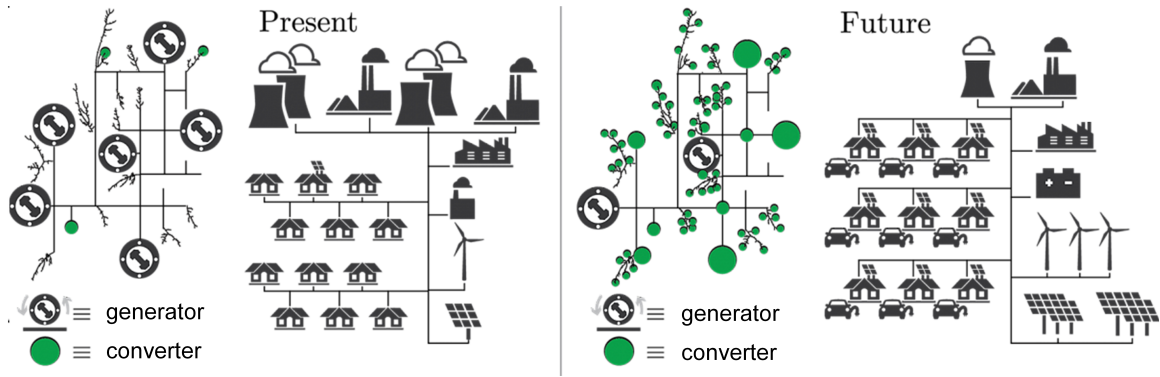 Present
≡ generator
≡ converter
Future
≡ generator
≡ converter